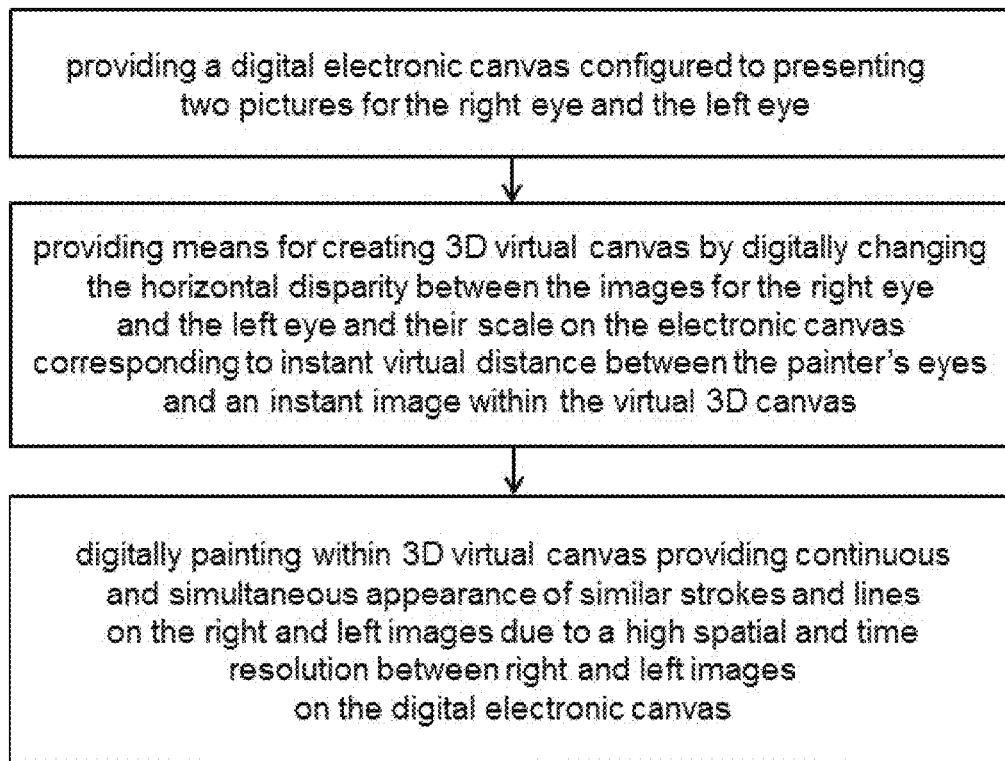 providing a digital electronic canvas configured to presenting
two pictures for the right eye and the left eye
providing means for creating 3D virtual canvas by digitally changing
the horizontal disparity between the images for the right eye
and the left eye and their scale on the electronic canvas
corresponding to instant virtual distance between the painter's eyes
and an instant image within the virtual 3D canvas
digitally painting within 3D virtual canvas providing continuous
and simultaneous appearance of similar strokes and lines
on the right and left images due to a high spatial and time
resolution between right and left images
on the digital electronic canvas